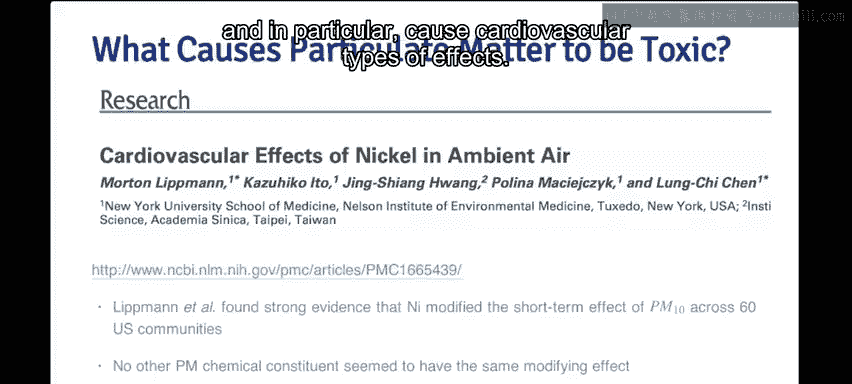 and in particular, cause cardiovascular
types of effects.
What Causes Particulate Matter to be Toxic?
Research
Cardiovascular Effects of Nickel in Ambient Air
Morton Lippmann,1* Kazuhiko Ito,1 Jing-Shiang Hwang,2 Polina Maciejczyk,1 and Lung-Chi Chen1*
1New York University School of Medicine, Nelson Institute of Environmental Medicine, Tuxedo, New York, USA; 2Insti
Science, Academia Sinica, Taipei, Taiwan
http://www.ncbi.nlm.nih.gov/pmc/articles/PMC1665439/
• Lippmann et al. found strong evidence that Ni modified the short-term effect of PM10 across 60
US communities
• No other PM chemical constituent seemed to have the same modifying effect